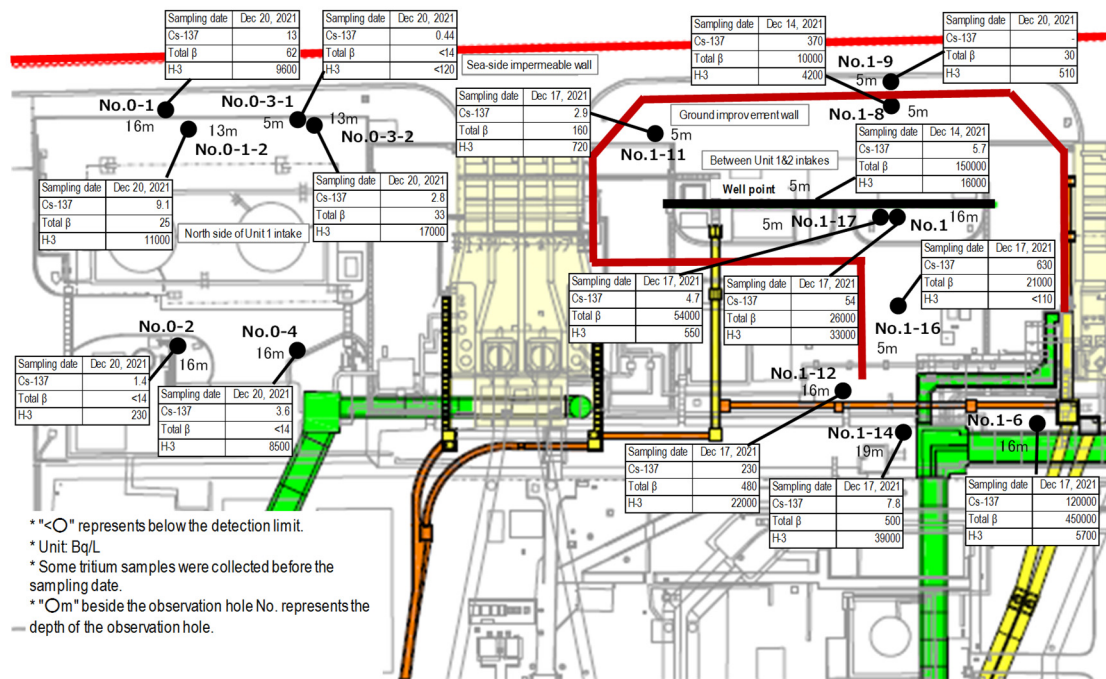 Sampling date Dec 20, 2021
Cs-137 13
Total β 62
H-3 9600
Sampling date Dec 20, 2021
Cs-137 0.44
Total β <14
H-3 <120
Sea-side impermeable wall
Sampling date Dec 14, 2021
Cs-137 370
Total β 10000
H-3 4200
Sampling date Dec 20, 2021
Cs-137 -
Total β 30
H-3 510
No.1-9
5m
No.0-1
16m
No.0-3-1
5m
13m
No.0-3-2
13m
No.0-1-2
Sampling date Dec 17, 2021
Cs-137 2.9
Total β 160
H-3 720
5m
No.1-11
Ground improvement wall
5m
No.1-8
Between Unit 1&2 intakes
Sampling date Dec 14, 2021
Cs-137 5.7
Total β 150000
H-3 16000
Well point
5m
Sampling date Dec 20, 2021
Cs-137 9.1
Total β 25
H-3 11000
North side of Unit 1 intake
Sampling date Dec 20, 2021
Cs-137 2.8
Total β 33
H-3 17000
5m
No.1-17
No.1
16m
Sampling date Dec 17, 2021
Cs-137 4.7
Total β 54000
H-3 550
Sampling date Dec 17, 2021
Cs-137 54
Total β 26000
H-3 33000
Sampling date Dec 17, 2021
Cs-137 630
Total β 21000
H-3 <110
No.1-16
5m
No.0-2
16m
No.0-4
16m
Sampling date Dec 20, 2021
Cs-137 1.4
Total β <14
H-3 230
Sampling date Dec 20, 2021
Cs-137 3.6
Total β <14
H-3 8500
No.1-12
16m
No.1-14
19m
No.1-6
16m
Sampling date Dec 17, 2021
Cs-137 230
Total β 480
H-3 22000
Sampling date Dec 17, 2021
Cs-137 7.8
Total β 500
H-3 39000
Sampling date Dec 17, 2021
Cs-137 120000
Total β 450000
H-3 5700
* "<○" represents below the detection limit.
* Unit: Bq/L
* Some tritium samples were collected before the
sampling date.
* "○m" beside the observation hole No. represents the
depth of the observation hole.